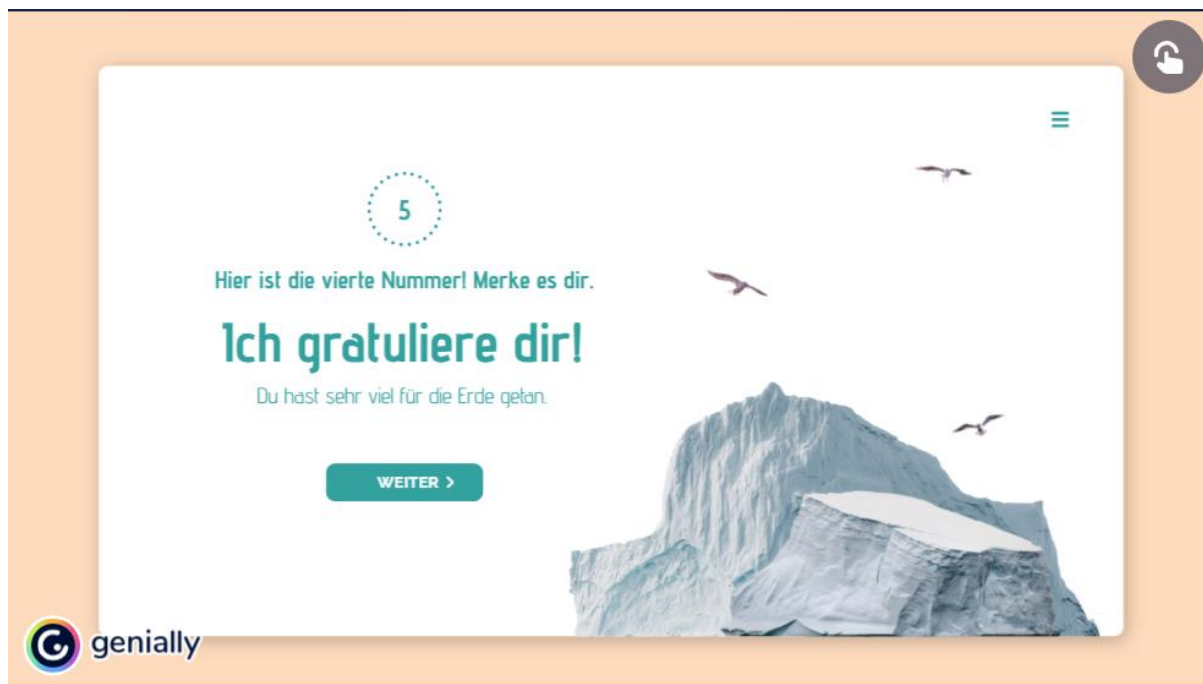 5
Hier ist die vierte Nummer! Merke es dir.
Ich gratuliere dir!
Du hast sehr viel für die Erde getan.
WEITER >
genially